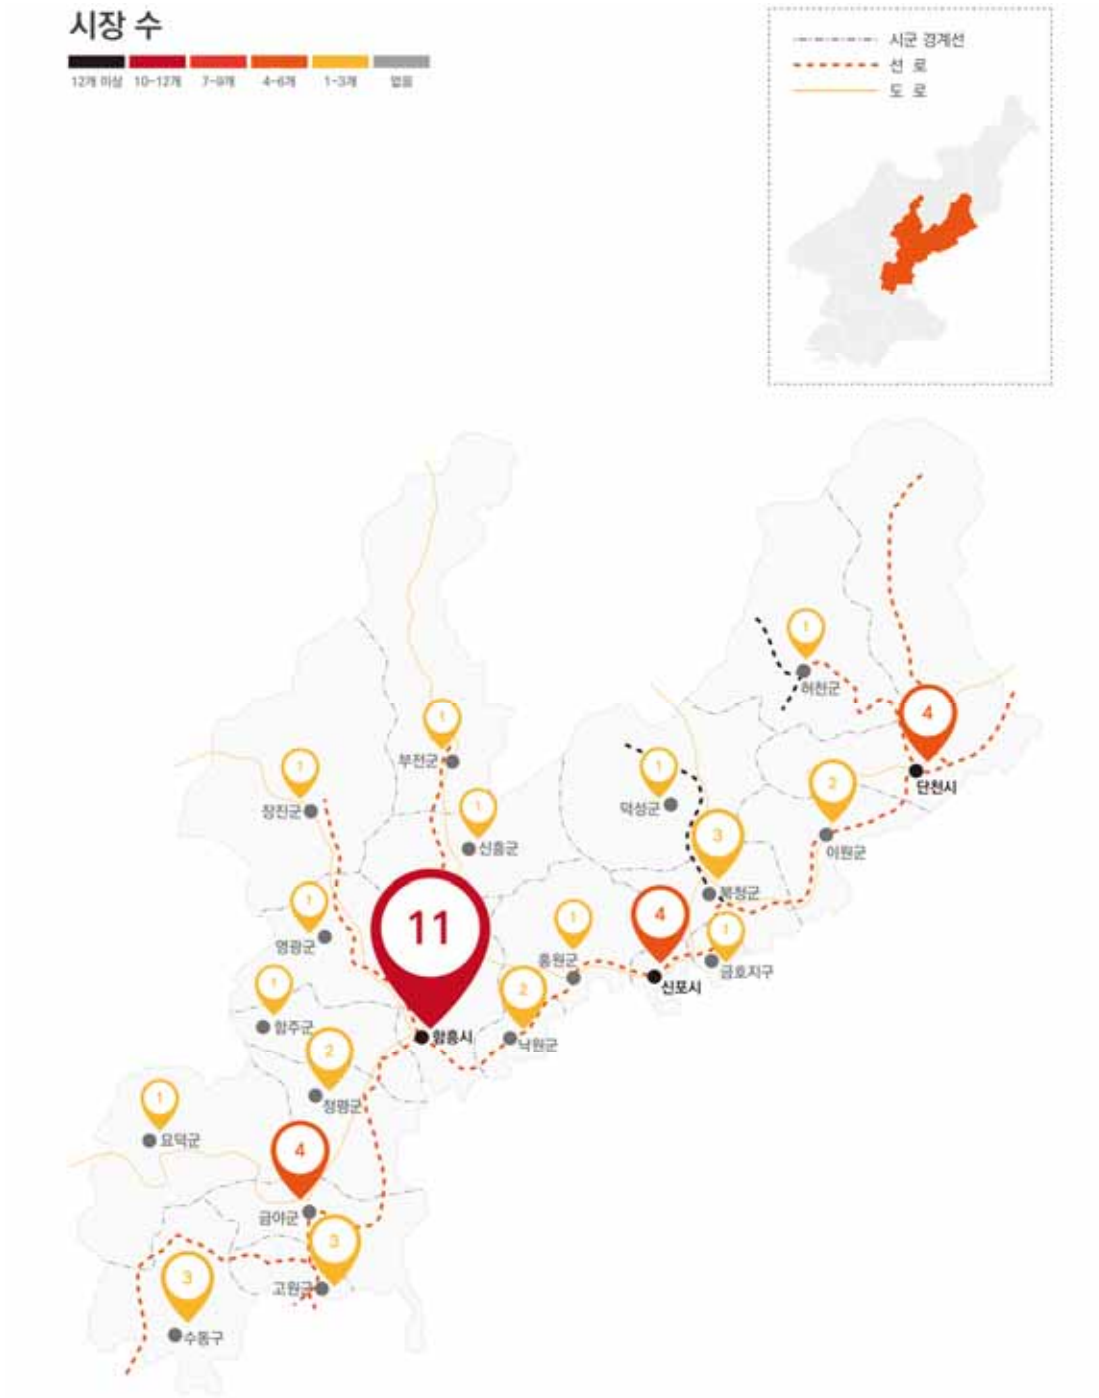 시장 수
12개 이상 10-12개 7-9개 4-6개 1-3개 없음
시군 경계선
선 로
도 로
1
허천군
4
단천시
1
부전군
1
장진군
1
신흥군
1
덕성군
2
이원군
3
북청군
11
함흥시
1
영광군
1
홍원군
4
신포시
1
금호지구
1
함주군
2
낙원군
2
정평군
1
요덕군
4
금야군
3
고원군
3
수동구